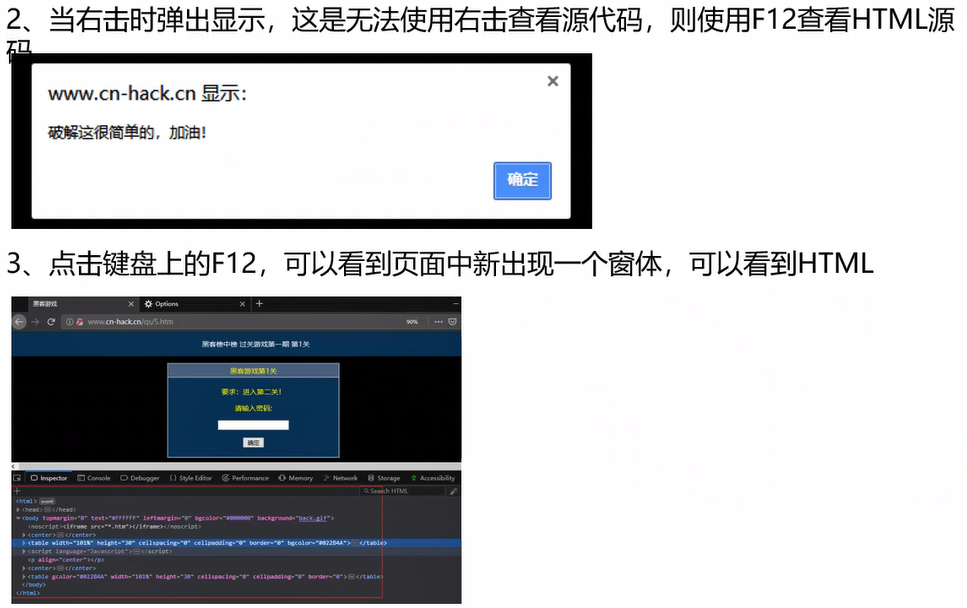 2、当右击时弹出显示，这是无法使用右击查看源代码，则使用F12查看HTML源
码
www.cn-hack.cn 显示：
破解这很简单的，加油!
确定
3、点击键盘上的F12，可以看到页面中新出现一个窗体，可以看到HTML
黑客游戏 Options
www.cn-hack.cn/qs/5.htm 90%
黑客榜中榜 过关游戏第一期 第1关
黑客游戏第1关
要求：进入第二关！
请输入密码:
确定
Inspector Console Debugger Style Editor Performance Memory Network Storage Accessibility
Search HTML
<html> event
<head> </head>
<body topmargin="0" text="#FFFFFF" leftmargin="0" bgcolor="#000000" background="back.gif">
<noscript><iframe src="*.htm"></iframe></noscript>
<center> </center>
<table width="101%" height="30" cellspacing="0" cellpadding="0" border="0" bgcolor="#02284A"> </table>
<script language="Javascript"> </script>
<p align="center"></p>
<center> </center>
<table gcolor="#02284A" width="101%" height="30" cellspacing="0" cellpadding="0" border="0"> </table>
</body>
</html>